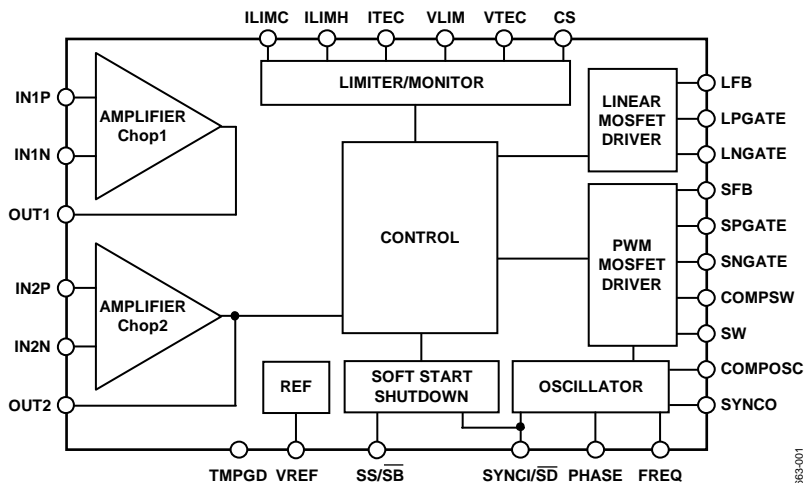 ILIMC ILIMH ITEC VLIM VTEC CS
LIMITER/MONITOR
IN1P
AMPLIFIER
Chop1
IN1N
OUT1
LINEAR
MOSFET
DRIVER
LFB
LPGATE
LNGATE
CONTROL
PWM
MOSFET
DRIVER
SFB
SPGATE
SNGATE
COMPSW
SW
IN2P
AMPLIFIER
Chop2
IN2N
OUT2
REF
SOFT START
SHUTDOWN
OSCILLATOR
COMPOSC
SYNCO
TMPGD VREF SS/S̅B̅ SYNCI/S̅D̅ PHASE FREQ
663-001